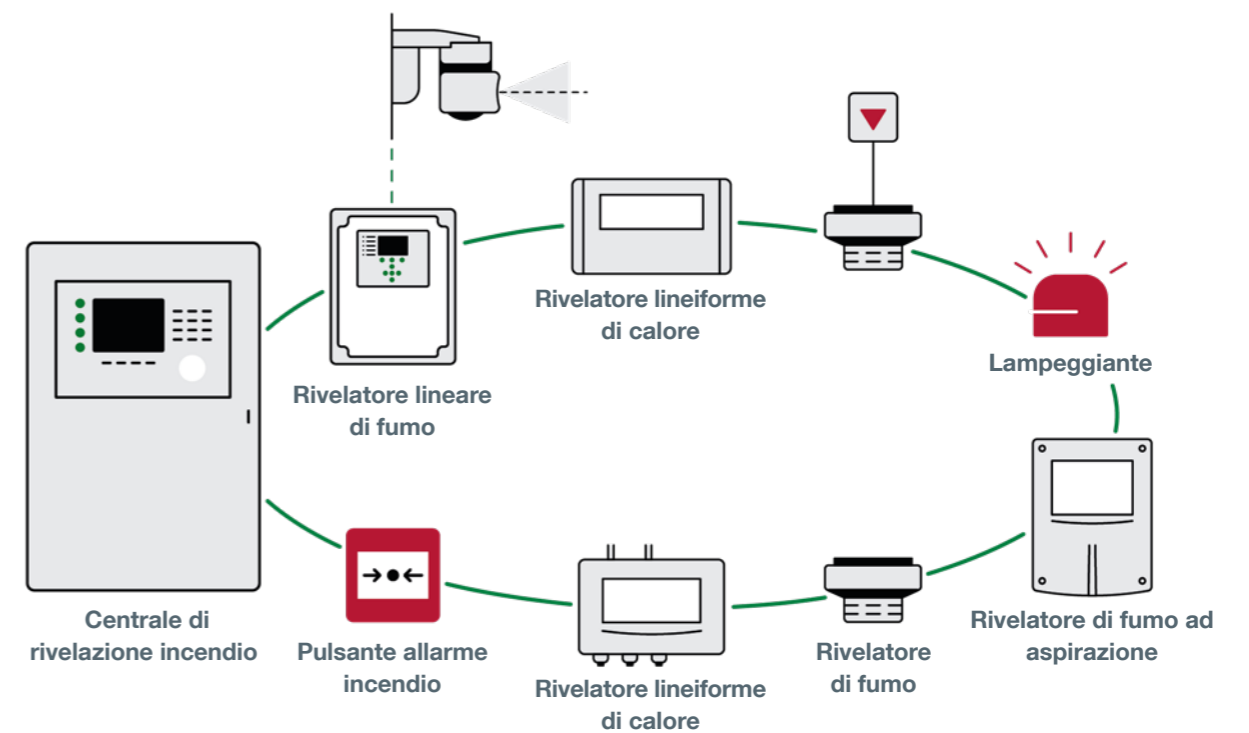 Rivelatore lineiforme
di calore
Lampeggiante
Rivelatore lineare
di fumo
Centrale di
rivelazione incendio
Pulsante allarme
incendio
Rivelatore lineiforme
di calore
Rivelatore
di fumo
Rivelatore di fumo ad
aspirazione